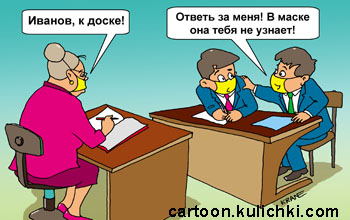 Иванов, к доске!
Ответь за меня! В маске
она тебя не узнает!
cartoon.kulichki.com